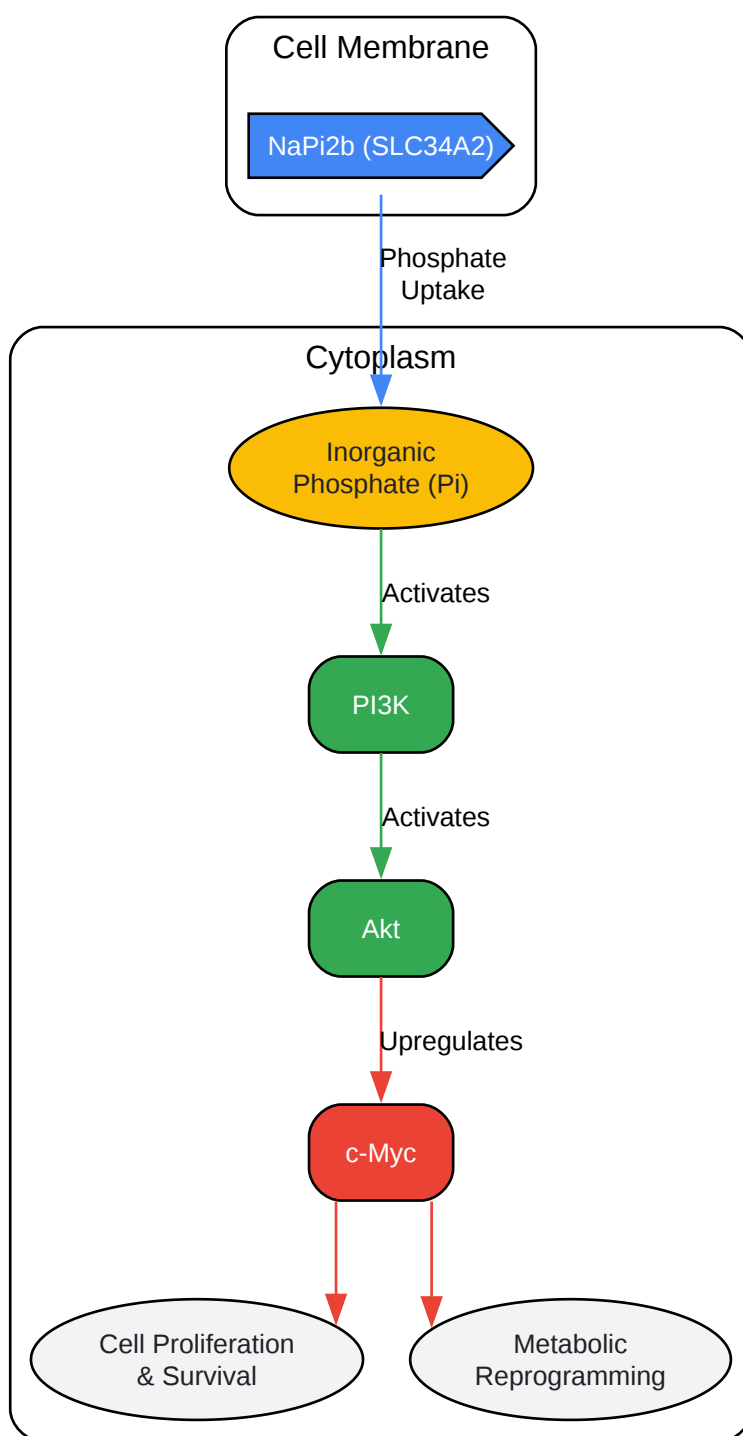 Cell Membrane
NaPi2b (SLC34A2)
Phosphate
Uptake
Cytoplasm
Inorganic
Phosphate (Pi)
Activates
PI3K
Activates
Akt
Upregulates
c-Myc
Cell Proliferation
& Survival
Metabolic
Reprogramming